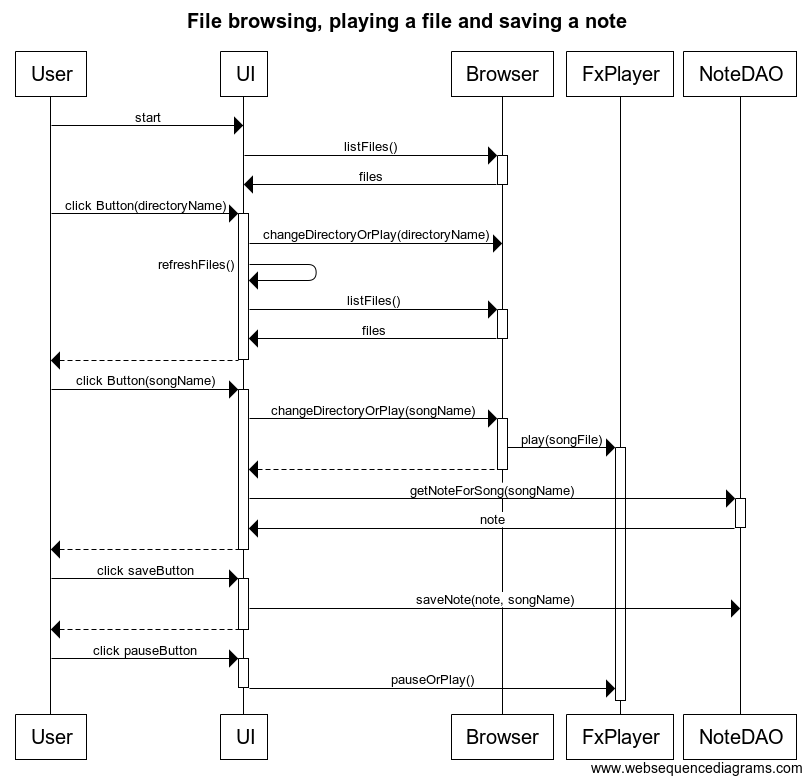 File browsing, playing a file and saving a note
User UI Browser FxPlayer NoteDAO
start
listFiles()
files
click Button(directoryName)
changeDirectoryOrPlay(directoryName)
refreshFiles()
listFiles()
files
click Button(songName)
changeDirectoryOrPlay(songName)
play(songFile)
getNoteForSong(songName)
note
click saveButton
saveNote(note, songName)
click pauseButton
pauseOrPlay()
User UI Browser FxPlayer NoteDAO
www.websequencediagrams.com